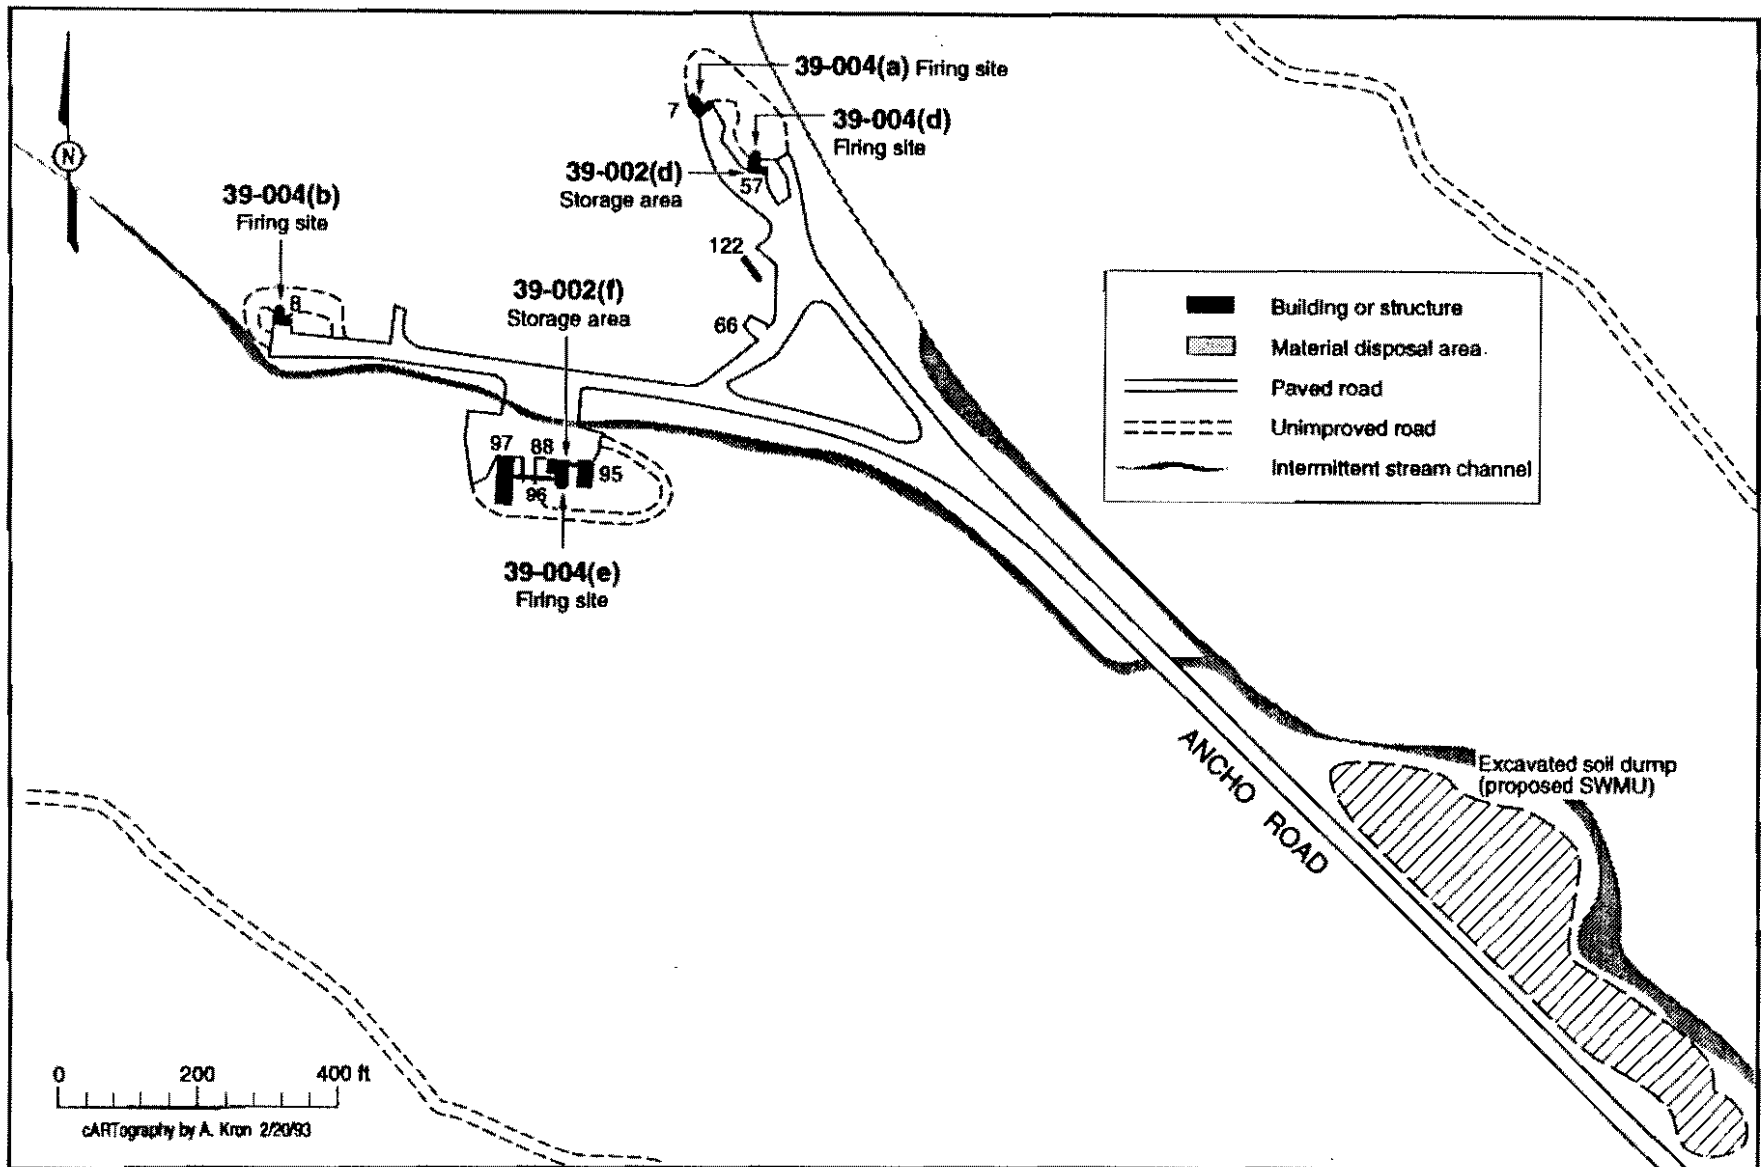 39-004(a) Firing site
7
39-004(d)
Firing site
N
39-002(d)
Storage area
57
39-004(b)
Firing site
122
8
39-002(f)
Storage area
66
Building or structure
Material disposal area
Paved road
Unimproved road
Intermittent stream channel
97
88
95
96
39-004(e)
Firing site
ANCHO ROAD
Excavated soil dump
(proposed SWMU)
0 200 400 ft
cARTography by A. Kron 2/20/93